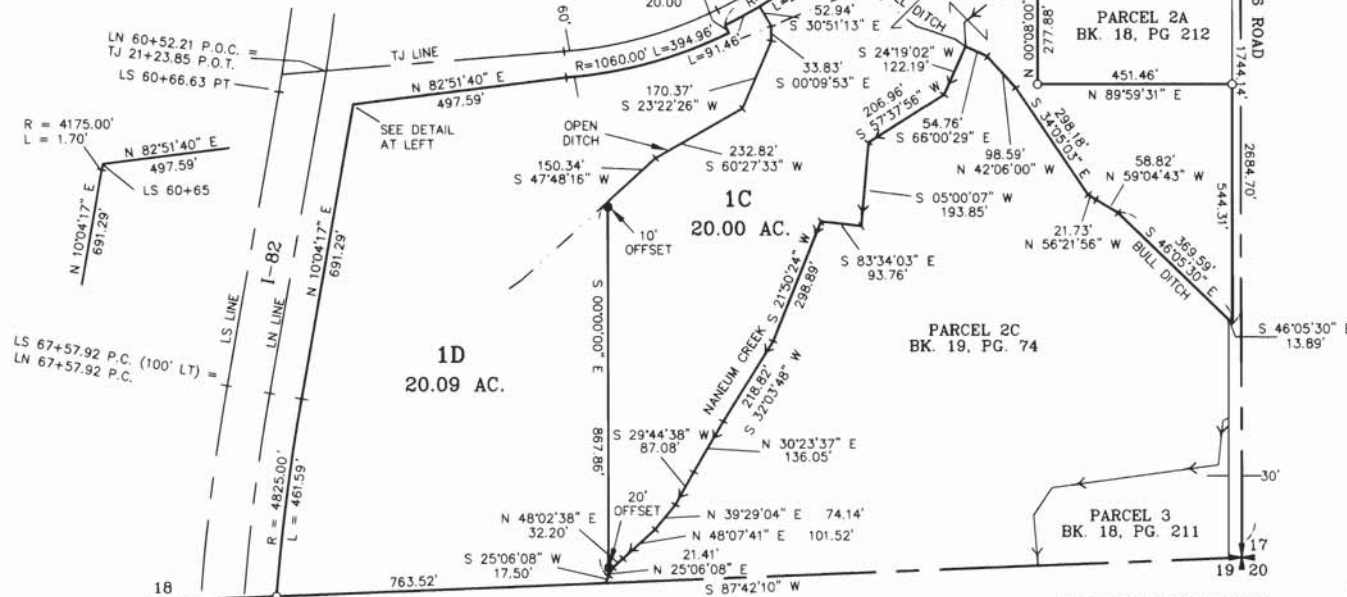 LN 60+52.21 P.O.C. =
TJ 21+23.85 P.O.T.
LS 60+66.63 PT
TJ LINE
60'
20.00
R=1060.00' L=394.96'
L=91.46'
52.94'
S 30°51'13" E
DITCH
33.83'
S 00°09'53" E
S 24°19'02" W
122.19'
N 00°08'00"
277.88'
PARCEL 2A
BK. 18, PG 212
ROAD
1744.14'
451.46'
N 89°59'31" E
N 82°51'40" E
497.59'
SEE DETAIL
AT LEFT
R = 4175.00'
L = 1.70'
N 82°51'40" E
497.59'
LS 60+65
N 10°04'17" E
691.29'
170.37'
S 23°22'26" W
OPEN
DITCH
150.34'
S 47°48'16" W
232.82'
S 60°27'33" W
206.96'
S 57°37'56" W
54.76'
S 66°00'29" E
98.59'
N 42°06'00" W
298.18'
S 34°05'03" E
58.82'
N 59°04'43" W
2684.70'
544.31'
21.73'
N 56°21'56" W
369.59'
S 46°05'30" E
BULL DITCH
S 46°05'30" E
13.89'
1C
20.00 AC.
10'
OFFSET
S 05°00'07" W
193.85'
S 83°34'03" E
93.76'
I-82
LS LINE
LN LINE
N 10°04'17" E
691.29'
S 00°00'00" E
867.86'
S 21°50'24" W
298.89'
NANEUM CREEK
218.82'
S 32°03'48" W
PARCEL 2C
BK. 19, PG. 74
LS 67+57.92 P.C. (100' LT) =
LN 67+57.92 P.C.
1D
20.09 AC.
S 29°44'38" W
87.08'
N 30°23'37" E
136.05'
R = 4825.00'
L = 461.59'
20'
OFFSET
N 48°02'38" E
32.20'
N 39°29'04" E 74.14'
N 48°07'41" E 101.52'
S 25°06'08" W
17.50'
21.41'
N 25°06'08" E
30'
PARCEL 3
BK. 18, PG. 211
18
763.52'
S 87°42'10" W
17
19
20